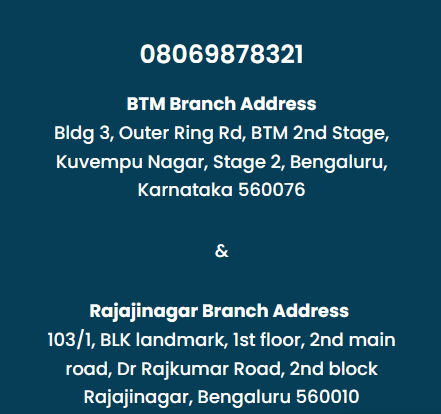 08069878321
BTM Branch Address
Bldg 3, Outer Ring Rd, BTM 2nd Stage,
Kuvempu Nagar, Stage 2, Bengaluru,
Karnataka 560076
&
Rajajinagar Branch Address
103/1, BLK landmark, 1st floor, 2nd main
road, Dr Rajkumar Road, 2nd block
Rajajinagar, Bengaluru 560010